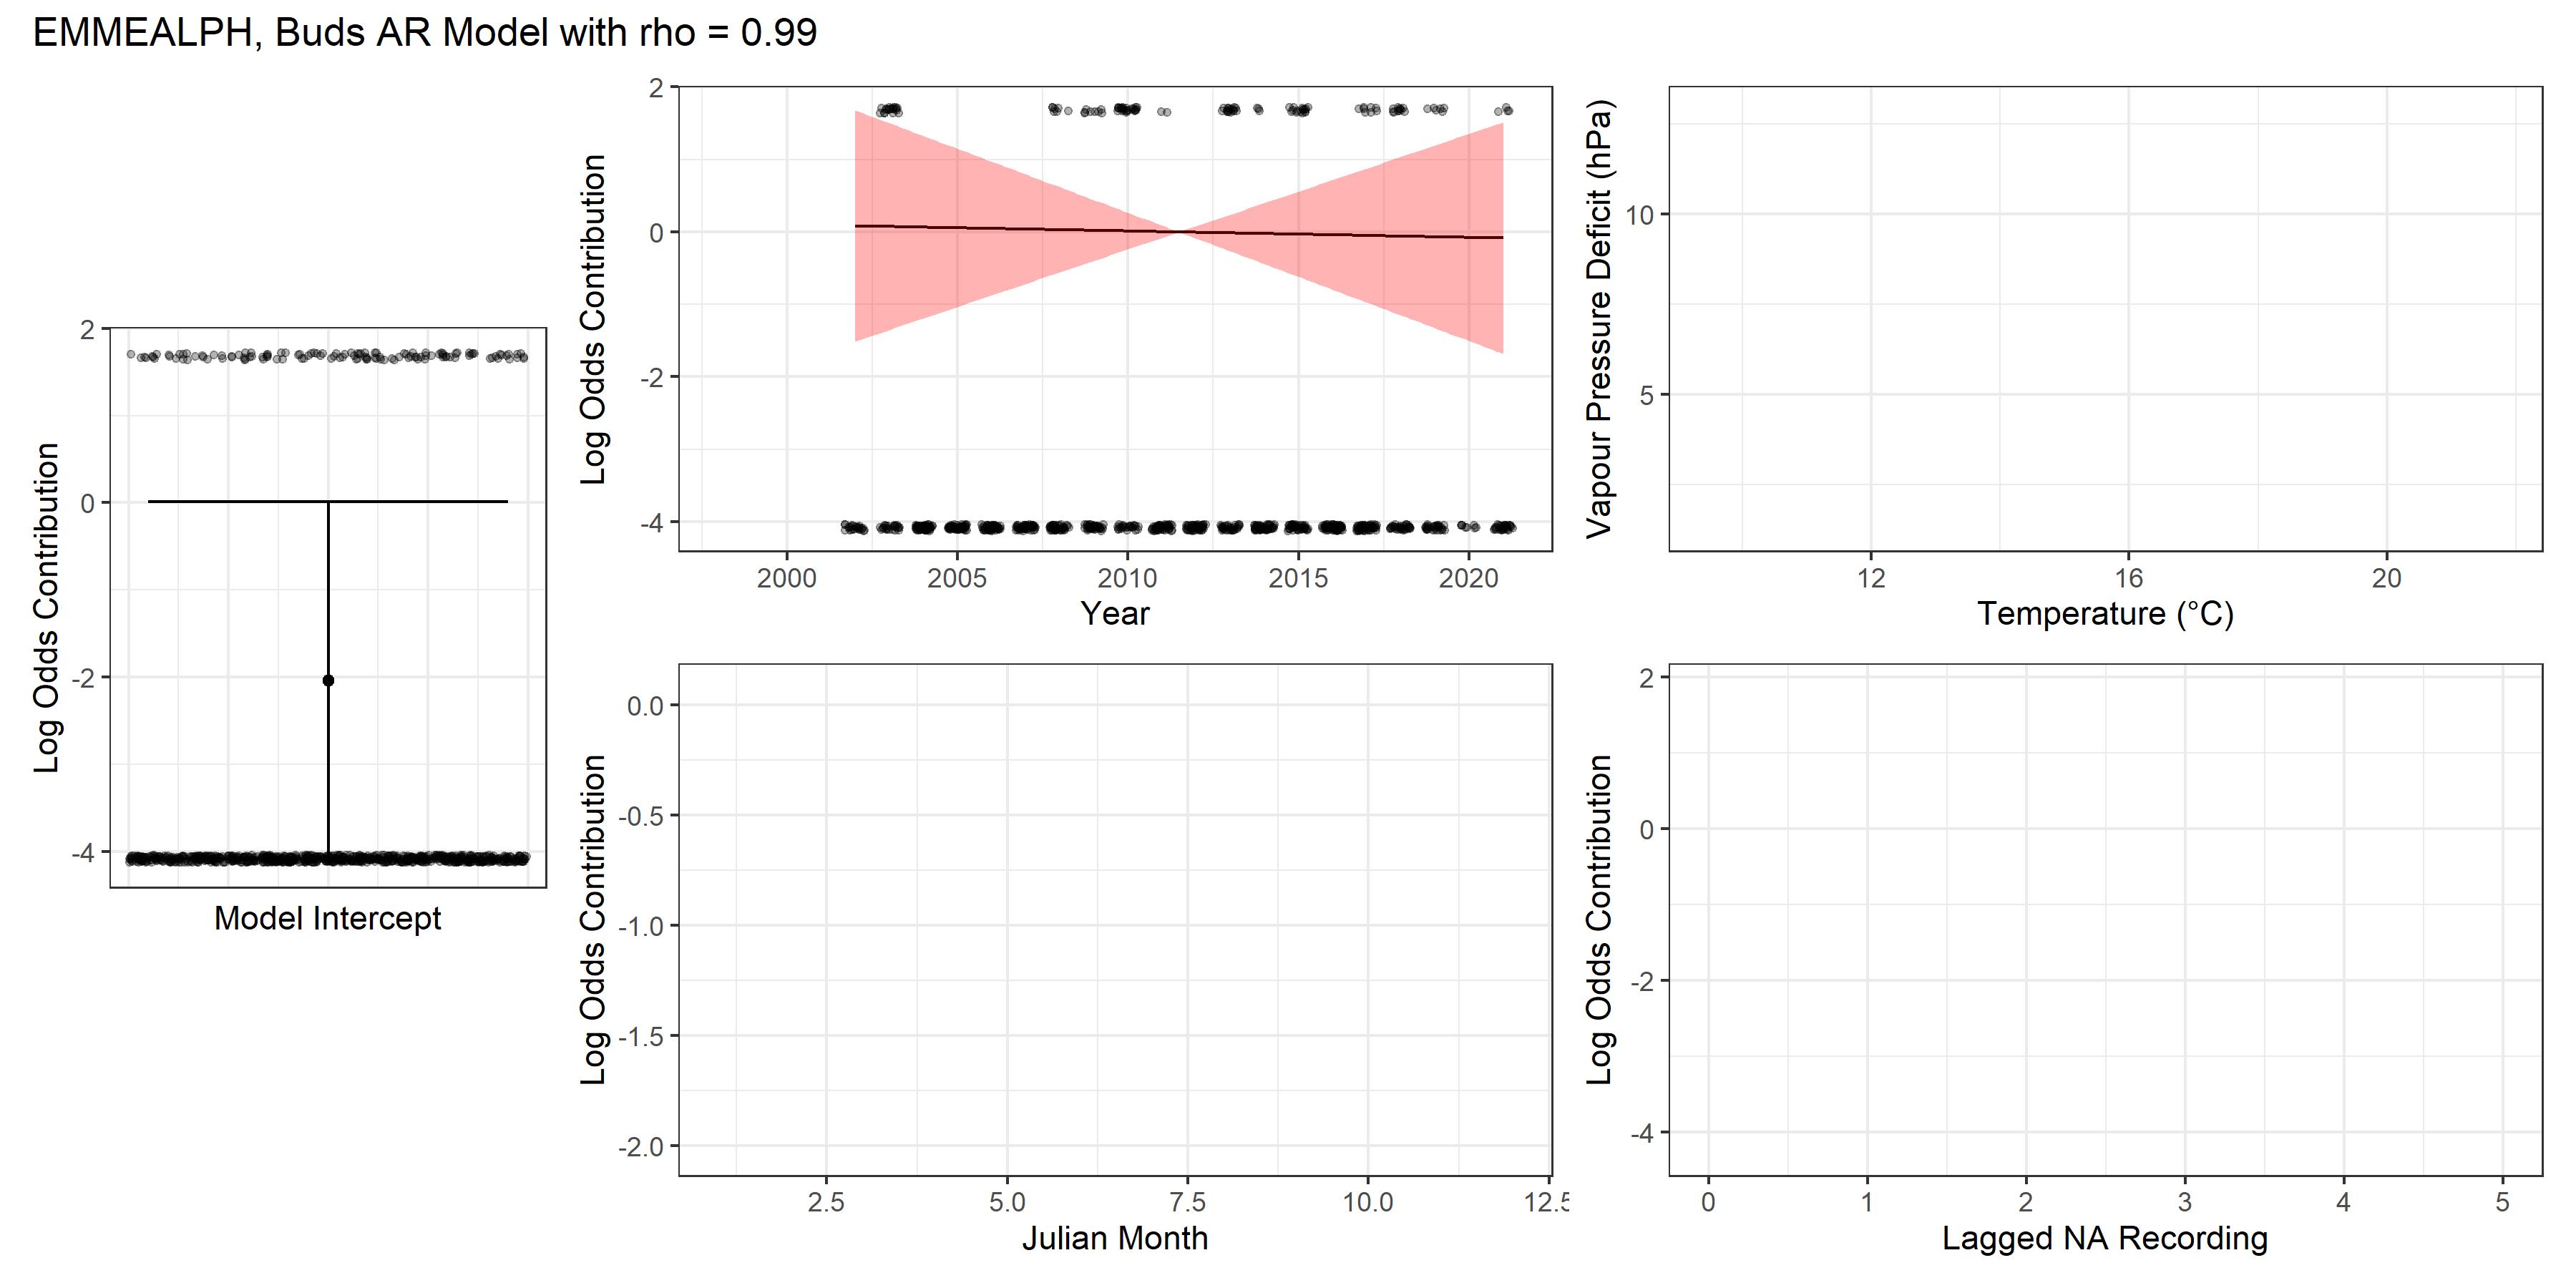 EMMEALPH, Buds AR Model with rho = 0.99
Log Odds Contribution
2
0
-2
-4
Model Intercept
Log Odds Contribution
2
0
-2
-4
2000 2005 2010 2015 2020
Year
Vapour Pressure Deficit (hPa)
10
5
12 16 20
Temperature (°C)
Log Odds Contribution
0.0
-0.5
-1.0
-1.5
-2.0
2.5 5.0 7.5 10.0 12.5
Julian Month
Log Odds Contribution
2
0
-2
-4
0 1 2 3 4 5
Lagged NA Recording